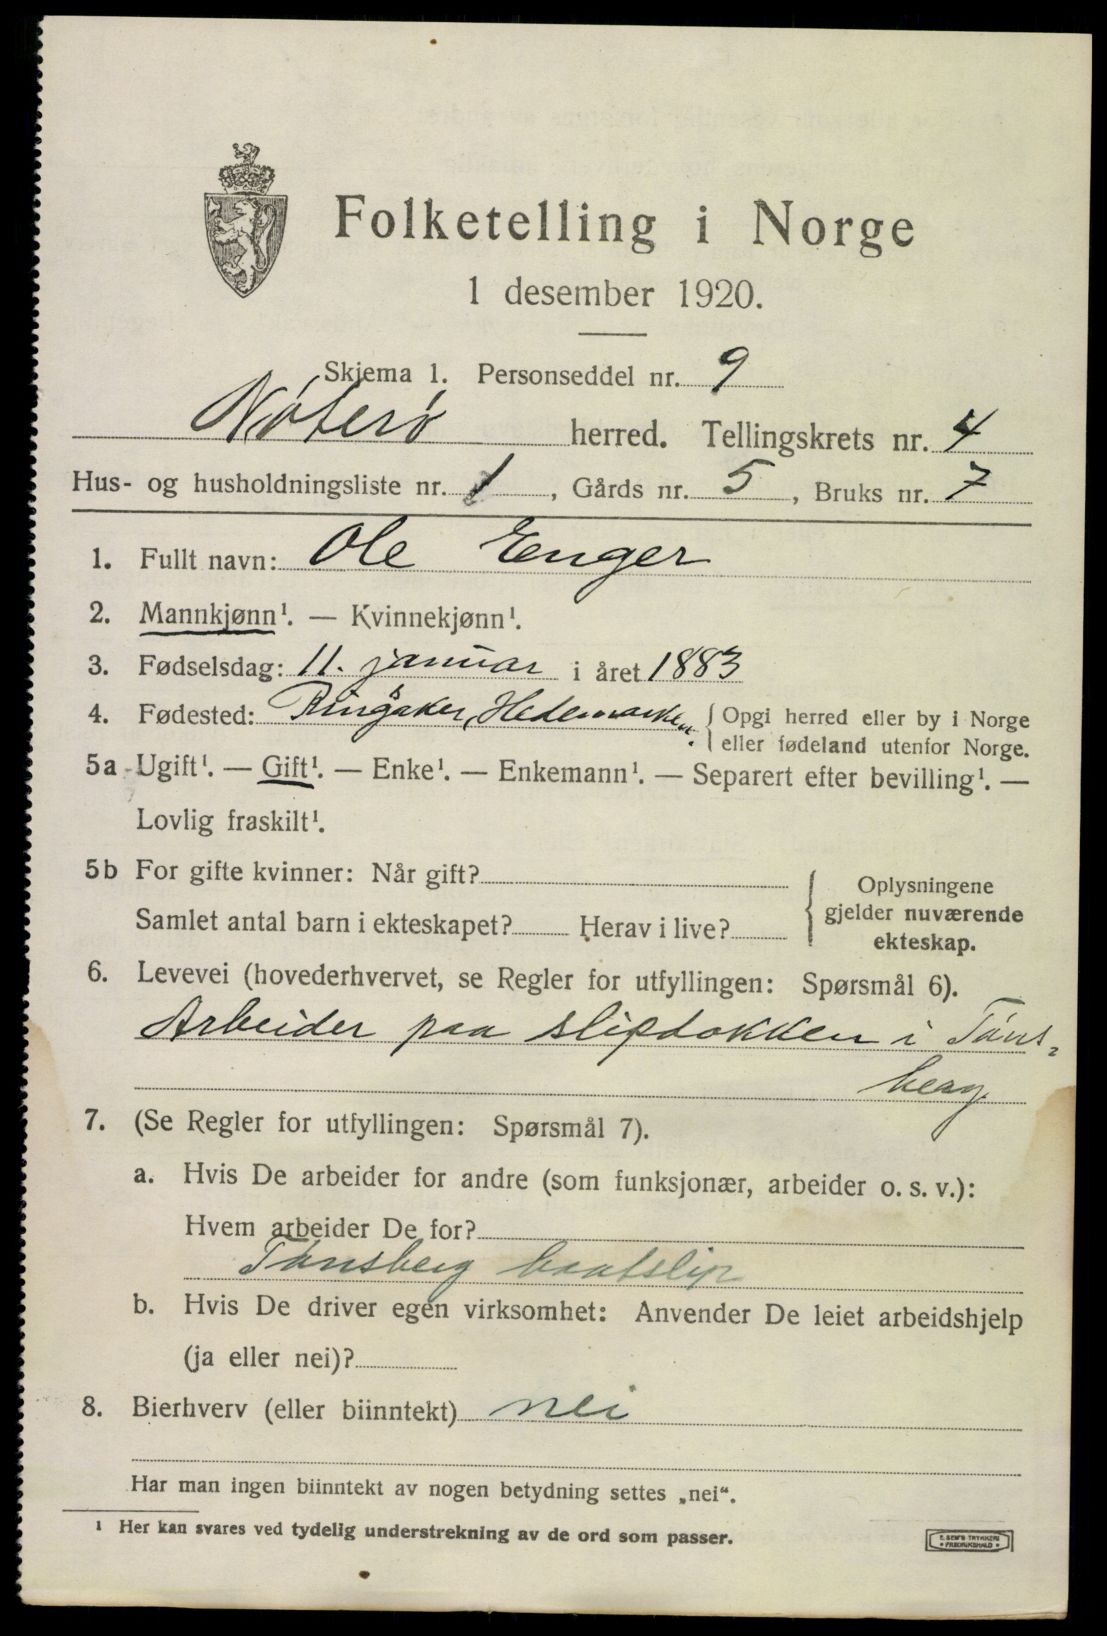 Folketelling i Norge
1 desember 1920.
Skjema 1. Personseddel nr. 9
Nøterø herred. Tellingskrets nr. 4
Hus- og husholdningsliste nr. 1, Gårds nr. 5, Bruks nr. 7
1. Fullt navn: Ole Enger
2. Mannkjønn¹. — Kvinnekjønn¹.
3. Fødselsdag: 11. januar i året 1883
4. Fødested: Ringsaker, Hedemarken. { Opgi herred eller by i Norge
eller fødeland utenfor Norge.
5a Ugift¹. — Gift¹. — Enke¹. — Enkemann¹. — Separert efter bevilling¹. —
Lovlig fraskilt¹.
5b For gifte kvinner: Når gift?
Samlet antal barn i ekteskapet? Herav i live?
{ Oplysningene
gjelder nuværende
ekteskap.
6. Levevei (hovederhvervet, se Regler for utfyllingen: Spørsmål 6).
Arbeider paa slipdokken i Tøns-
berg.
7. (Se Regler for utfyllingen: Spørsmål 7).
a. Hvis De arbeider for andre (som funksjonær, arbeider o. s. v.):
Hvem arbeider De for?
Tønsberg baatslip
b. Hvis De driver egen virksomhet: Anvender De leiet arbeidshjelp
(ja eller nei)?
8. Bierhverv (eller biinntekt) nei
Har man ingen biinntekt av nogen betydning settes „nei“.
¹ Her kan svares ved tydelig understrekning av de ord som passer.
E. SEM'S TRYKKERI
• FREDRIKSHALD •